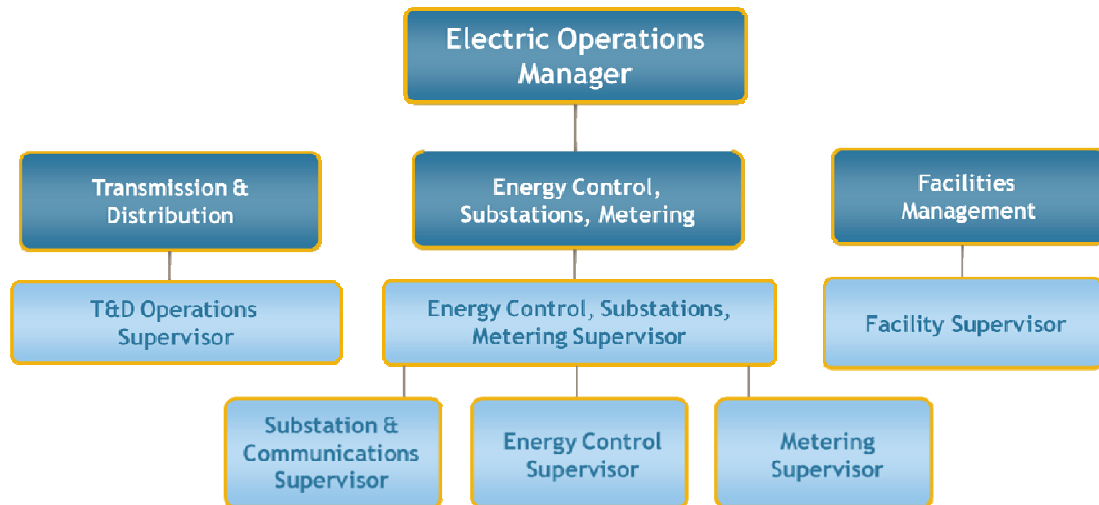 Electric Operations
Manager
Transmission &
Distribution
Energy Control,
Substations, Metering
Facilities
Management
T&D Operations
Supervisor
Energy Control, Substations,
Metering Supervisor
Facility Supervisor
Substation &
Communications
Supervisor
Energy Control
Supervisor
Metering
Supervisor